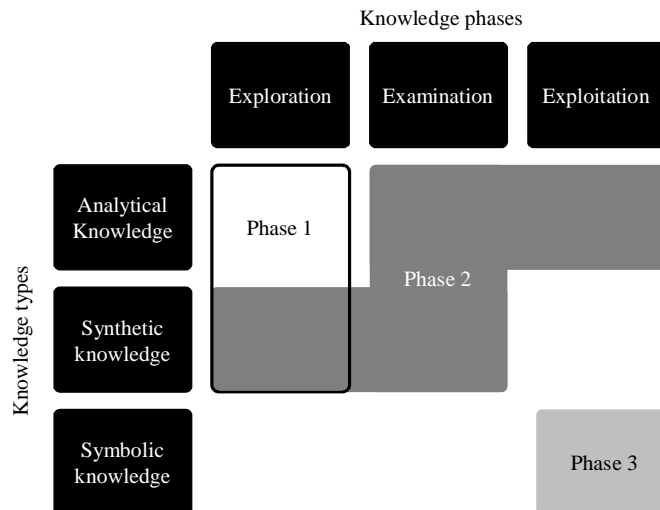 Knowledge phases
Exploration
Examination
Exploitation
Knowledge types
Analytical
Knowledge
Phase 1
Phase 2
Synthetic
knowledge
Symbolic
knowledge
Phase 3